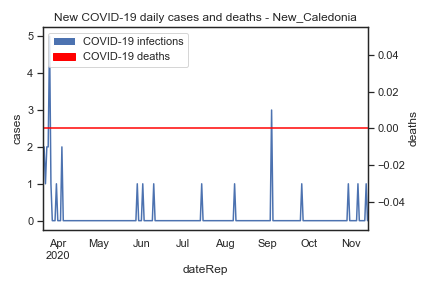 New COVID-19 daily cases and deaths - New_Caledonia
COVID-19 infections
COVID-19 deaths
5
4
3
2
1
0
cases
0.04
0.02
0.00
−0.02
−0.04
deaths
Apr May Jun Jul Aug Sep Oct Nov
2020
dateRep